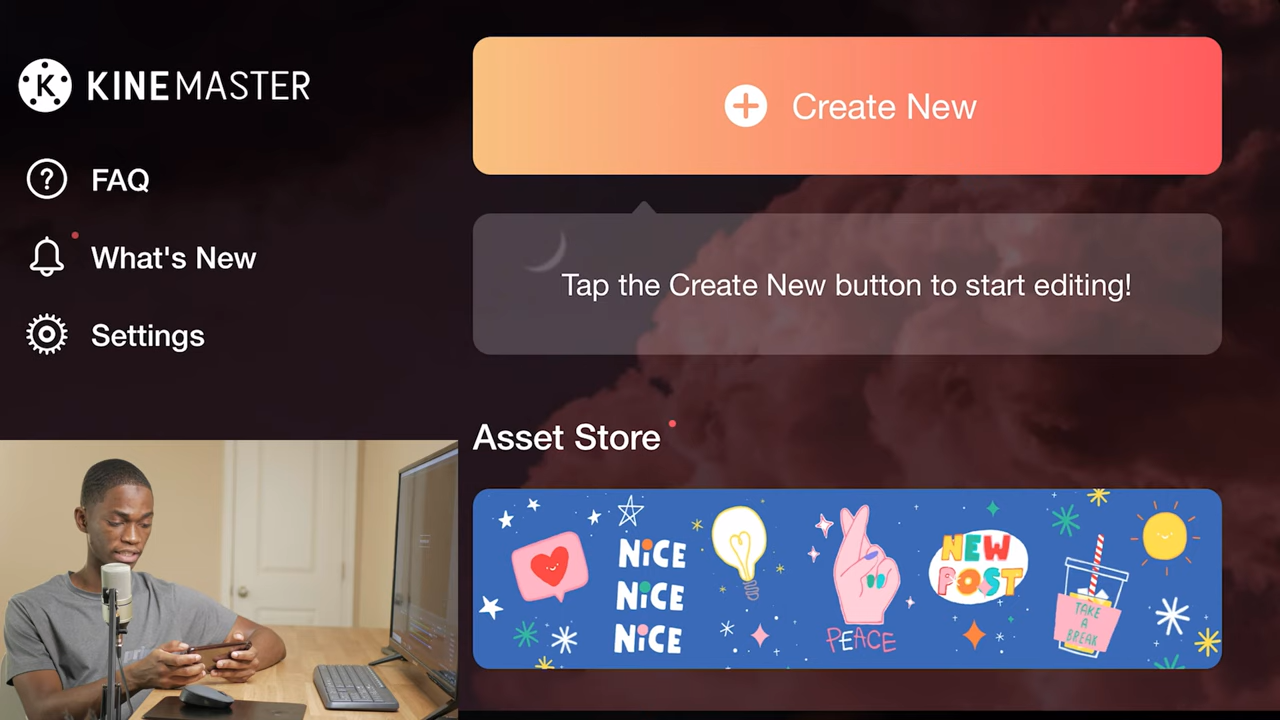 KINEMASTER
FAQ
What's New
Settings
Create New
Tap the Create New button to start editing!
Asset Store
NiCE
NiCE
NiCE
PEACE
NEW
POST
TAKE
A
BREAK